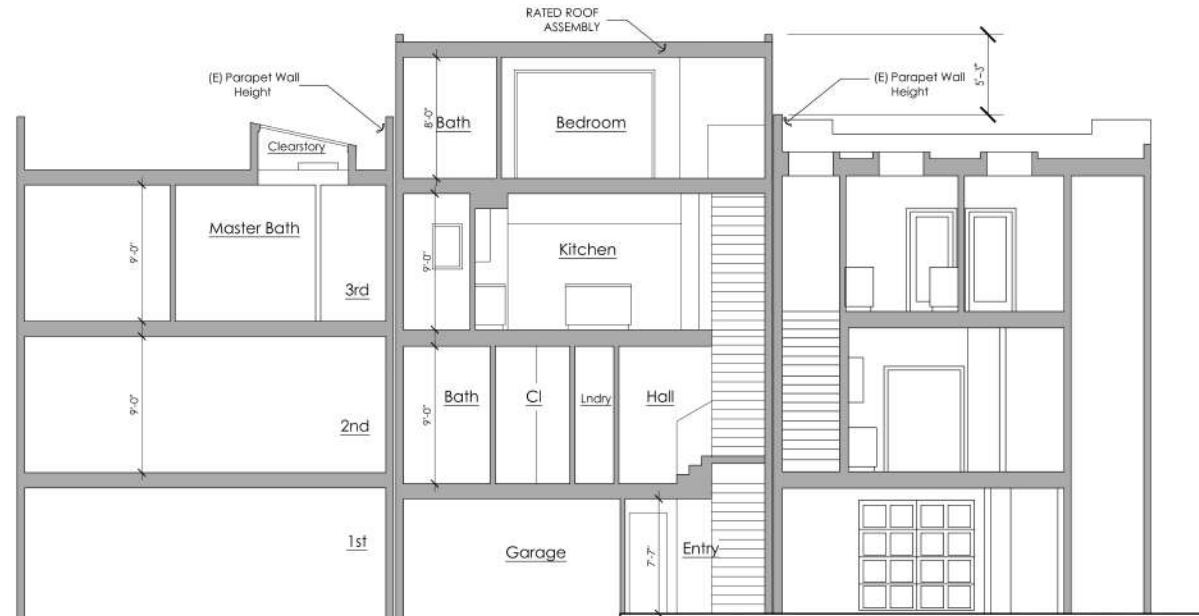 RATED ROOF
ASSEMBLY
(E) Parapet Wall
Height
(E) Parapet Wall
Height
5'-3"
8'-0"
Bath
Bedroom
Clearstory
9'-0"
Master Bath
3rd
9'-0"
Kitchen
9'-0"
2nd
9'-0"
Bath
Cl
Lndry
Hall
1st
Garage
7'-7"
Entry